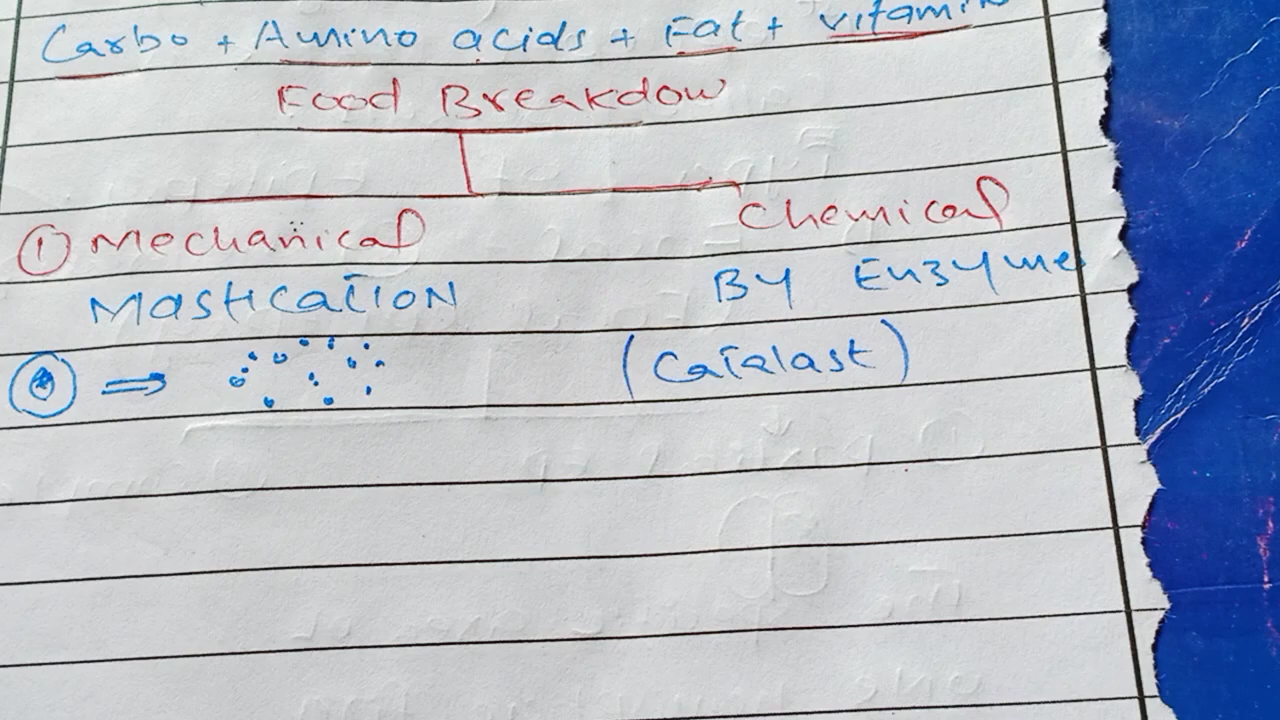 Carbo + Amino acids + Fat + vitamin
Food Breakdow
① Mechanical
Chemical
Mastication
By Enzyme
(Catalast)